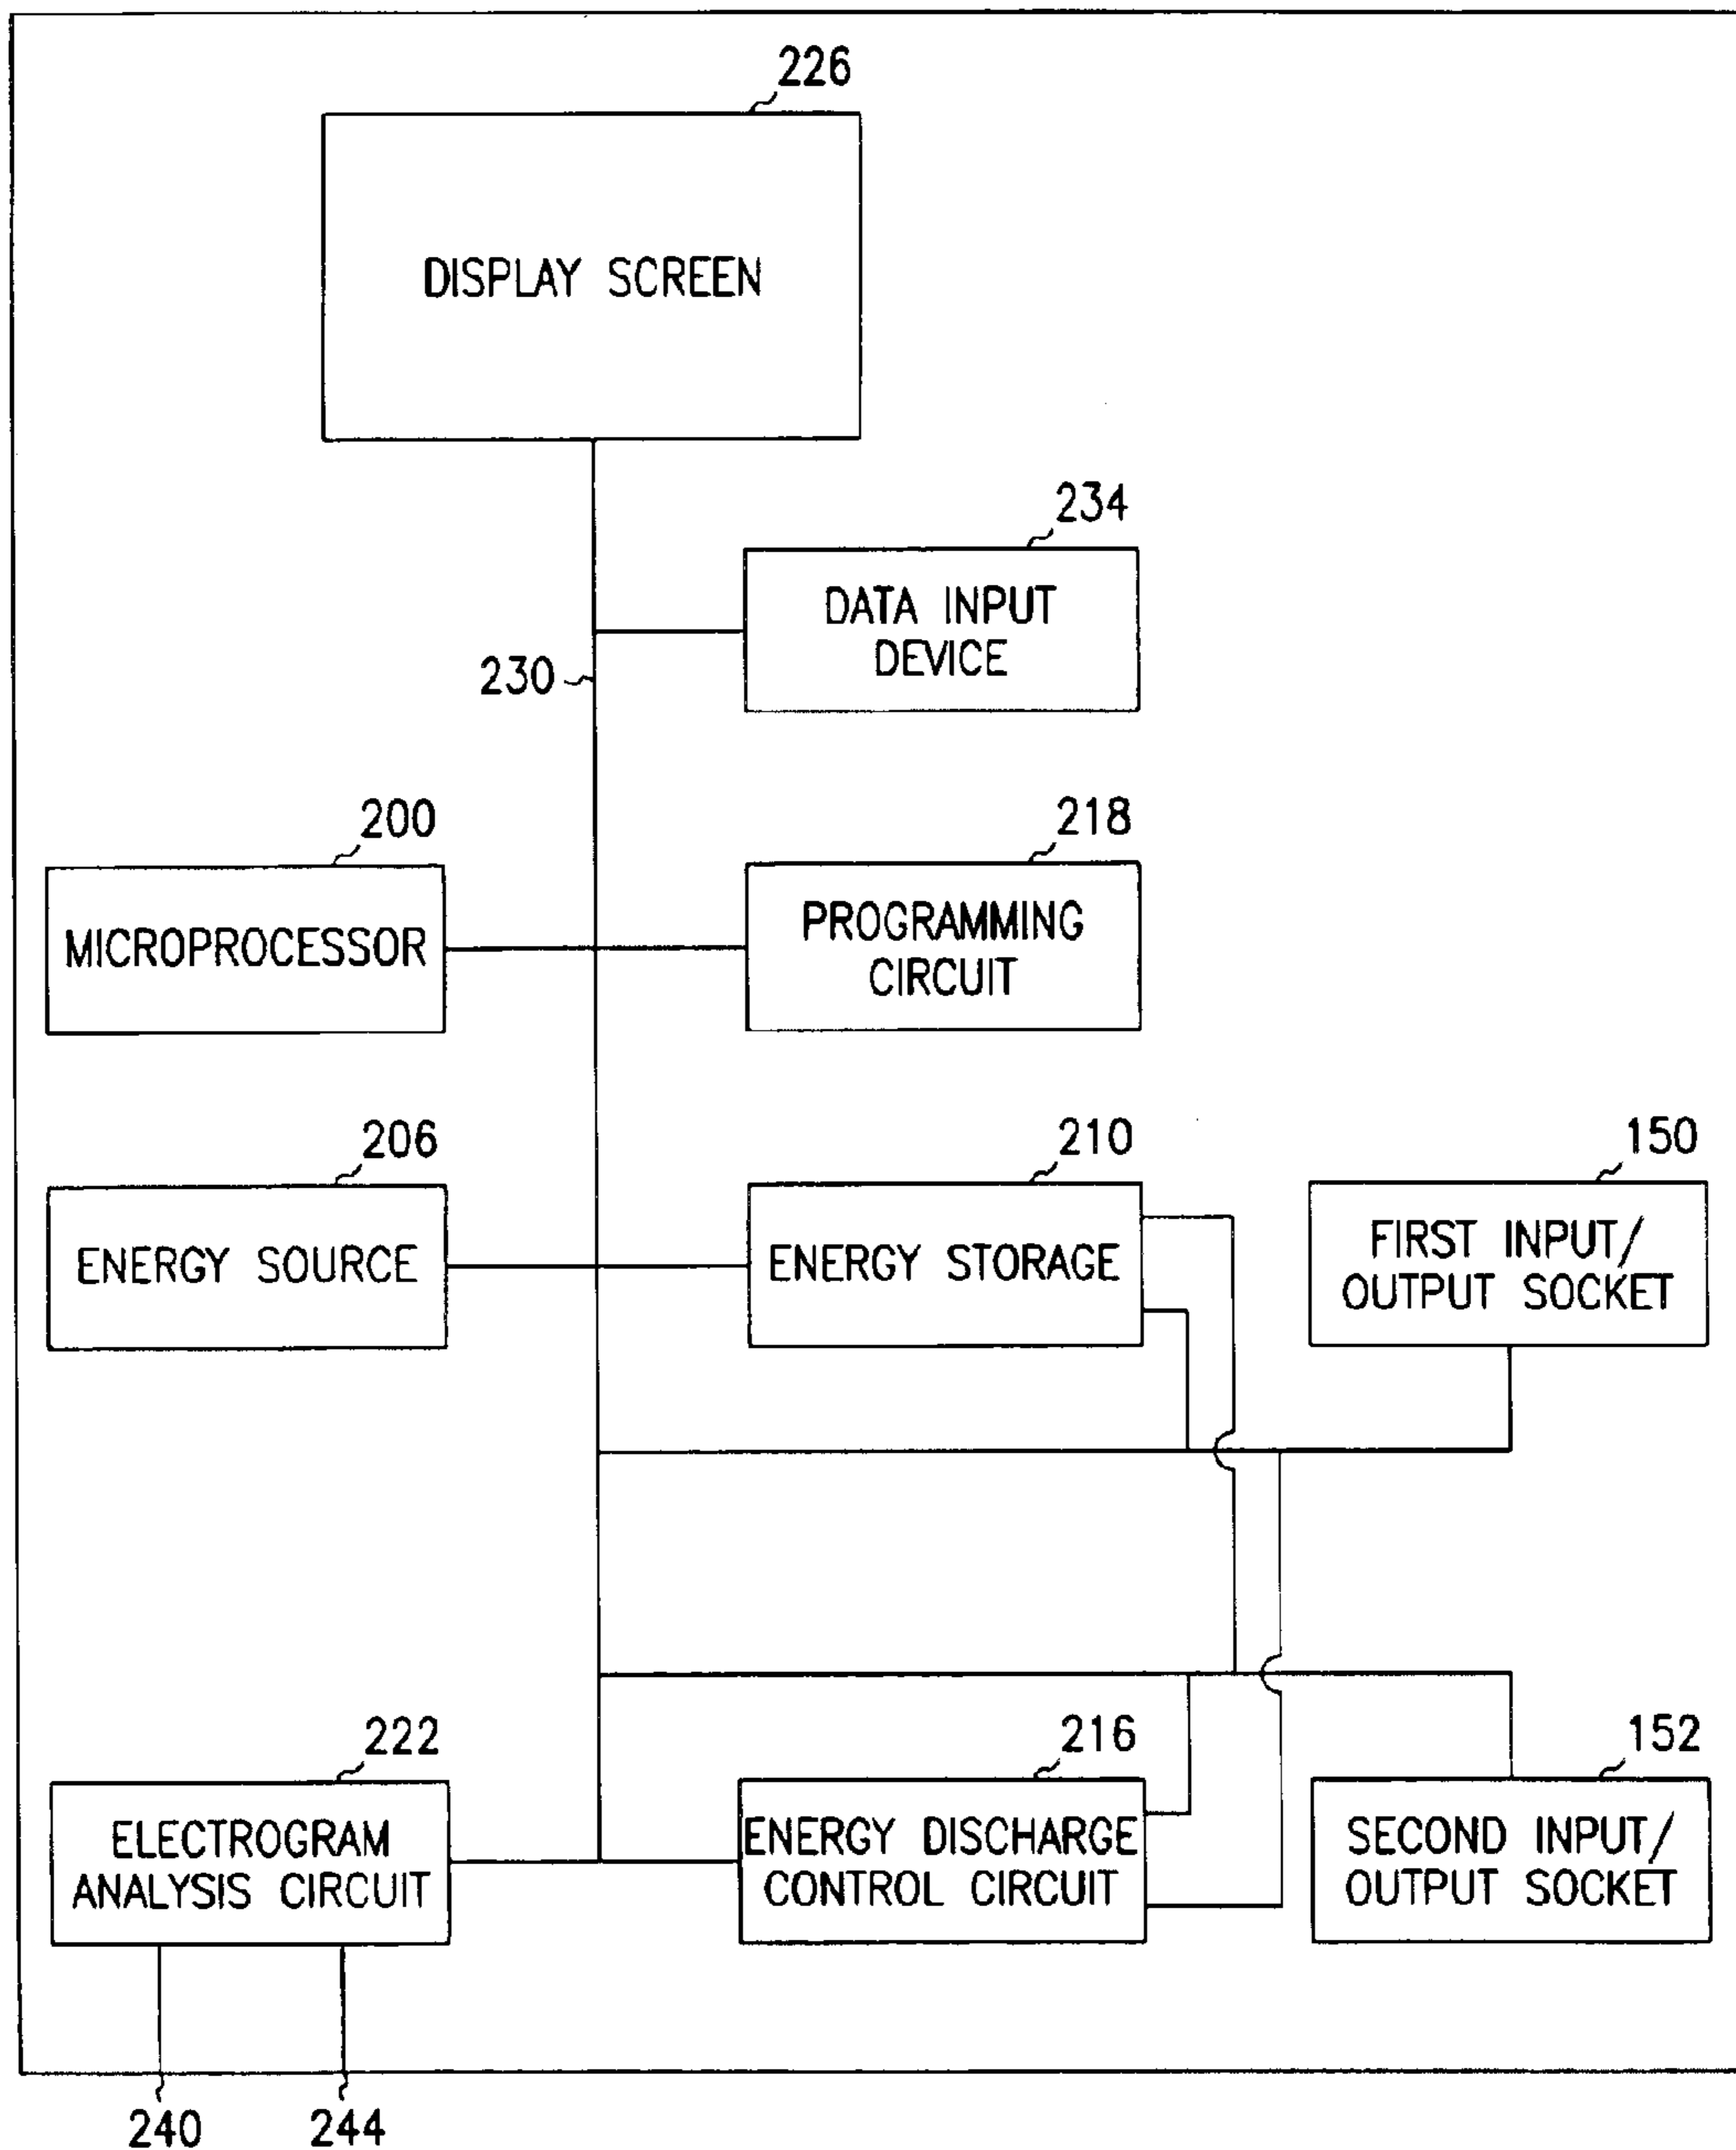 226
DISPLAY SCREEN
234
DATA INPUT
DEVICE
230
200
MICROPROCESSOR
218
PROGRAMMING
CIRCUIT
206
ENERGY SOURCE
210
ENERGY STORAGE
150
FIRST INPUT/
OUTPUT SOCKET
222
ELECTROGRAM
ANALYSIS CIRCUIT
216
ENERGY DISCHARGE
CONTROL CIRCUIT
152
SECOND INPUT/
OUTPUT SOCKET
240
244